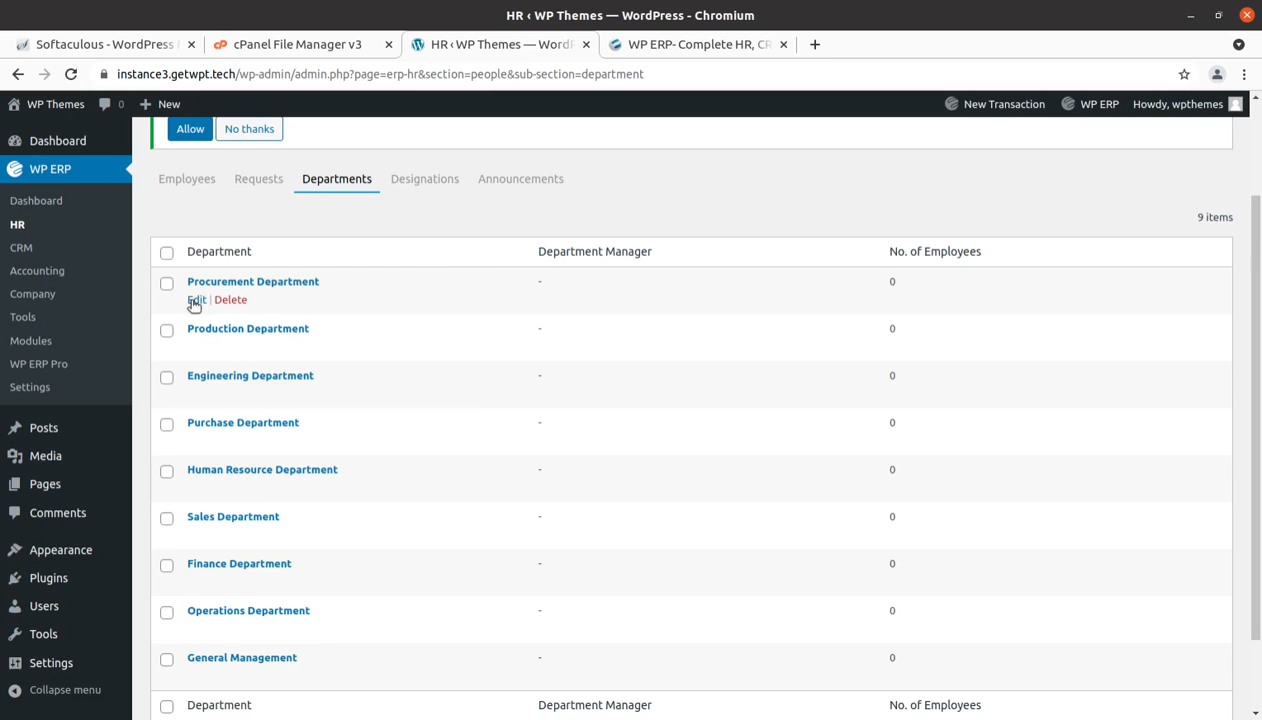 HR ‹ WP Themes — WordPress - Chromium
Softaculous - WordPress
cPanel File Manager v3
HR ‹ WP Themes — Word
WP ERP- Complete HR, CR
instance3.getwpt.tech/wp-admin/admin.php?page=erp-hr&section=people&sub-section=department
WP Themes
0
New
New Transaction
WP ERP
Howdy, wpthemes
Dashboard
WP ERP
Dashboard
HR
CRM
Accounting
Company
Tools
Modules
WP ERP Pro
Settings
Posts
Media
Pages
Comments
Appearance
Plugins
Users
Tools
Settings
Collapse menu
Allow
No thanks
Employees
Requests
Departments
Designations
Announcements
9 items
Department
Department Manager
No. of Employees
Procurement Department
-
0
Edit | Delete
Production Department
-
0
Engineering Department
-
0
Purchase Department
-
0
Human Resource Department
-
0
Sales Department
-
0
Finance Department
-
0
Operations Department
-
0
General Management
-
0
Department
Department Manager
No. of Employees